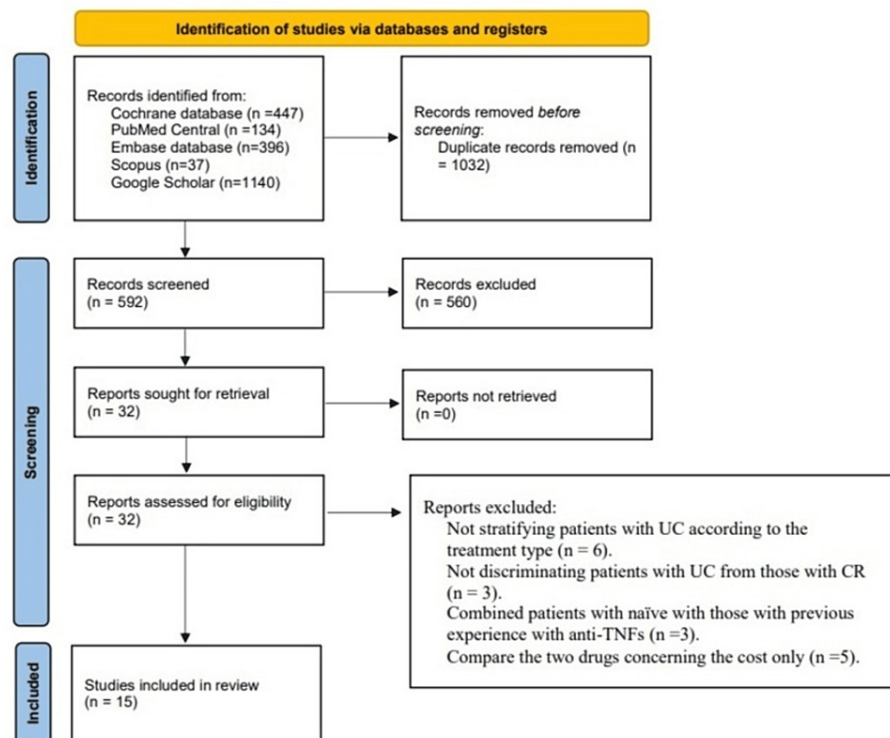 Identification of studies via databases and registers
Identification
Records identified from:
Cochrane database (n =447)
PubMed Central (n =134)
Embase database (n=396)
Scopus (n=37)
Google Scholar (n=1140)
Records removed before
screening:
Duplicate records removed (n
= 1032)
Screening
Records screened
(n = 592)
Records excluded
(n = 560)
Reports sought for retrieval
(n = 32)
Reports not retrieved
(n =0)
Reports assessed for eligibility
(n = 32)
Reports excluded:
Not stratifying patients with UC according to the
treatment type (n = 6).
Not discriminating patients with UC from those with CR
(n = 3).
Combined patients with naïve with those with previous
experience with anti-TNFs (n =3).
Compare the two drugs concerning the cost only (n =5).
Included
Studies included in review
(n = 15)